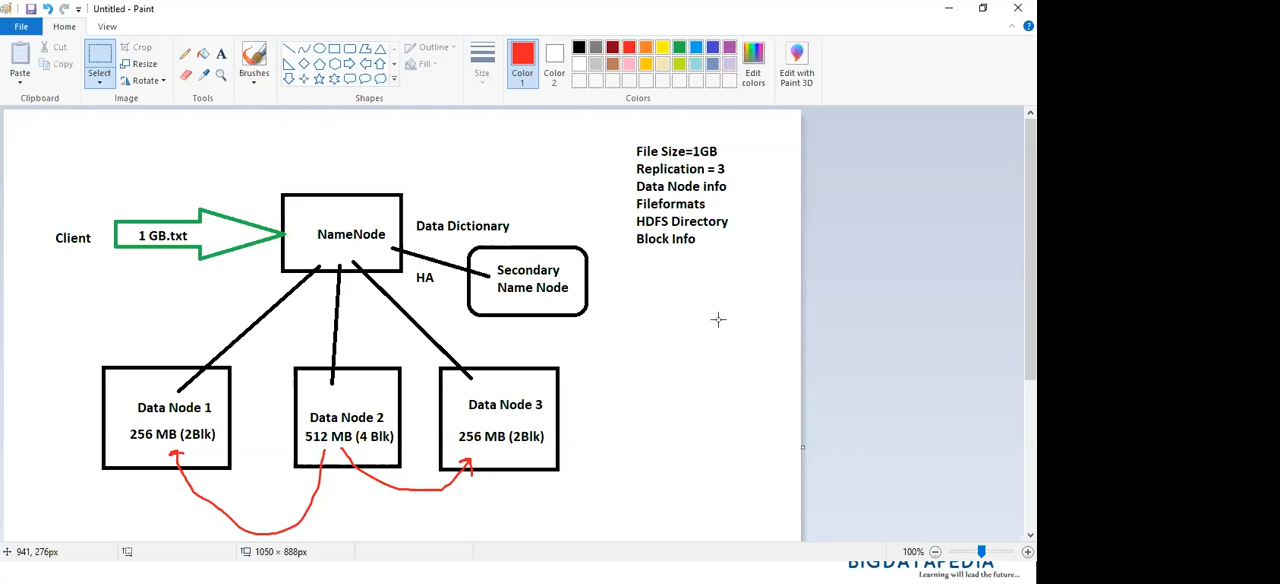 Untitled - Paint
File Home View
Paste
Cut
Copy
Clipboard
Select
Crop
Resize
Rotate
Image
Tools
Brushes
Outline
Fill
Shapes
Size
Color 1
Color 2
Edit colors
Edit with Paint 3D
Colors
File Size=1GB
Replication = 3
Data Node info
Fileformats
HDFS Directory
Block Info
Client
1 GB.txt
NameNode
Data Dictionary
HA
Secondary
Name Node
Data Node 1
256 MB (2Blk)
Data Node 2
512 MB (4 Blk)
Data Node 3
256 MB (2Blk)
941, 276px
1050 × 888px
100%
BIGDATAPEDIA
Learning will lead the future...